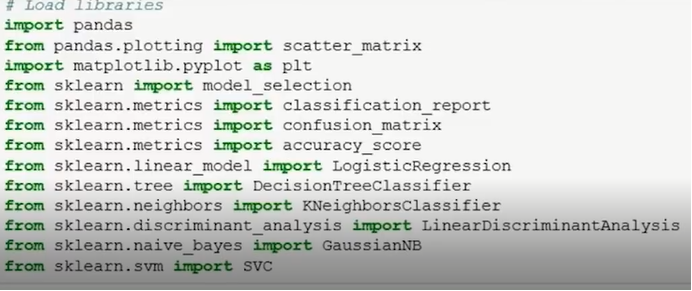 # Load libraries
import pandas
from pandas.plotting import scatter_matrix
import matplotlib.pyplot as plt
from sklearn import model_selection
from sklearn.metrics import classification_report
from sklearn.metrics import confusion_matrix
from sklearn.metrics import accuracy_score
from sklearn.linear_model import LogisticRegression
from sklearn.tree import DecisionTreeClassifier
from sklearn.neighbors import KNeighborsClassifier
from sklearn.discriminant_analysis import LinearDiscriminantAnalysis
from sklearn.naive_bayes import GaussianNB
from sklearn.svm import SVC